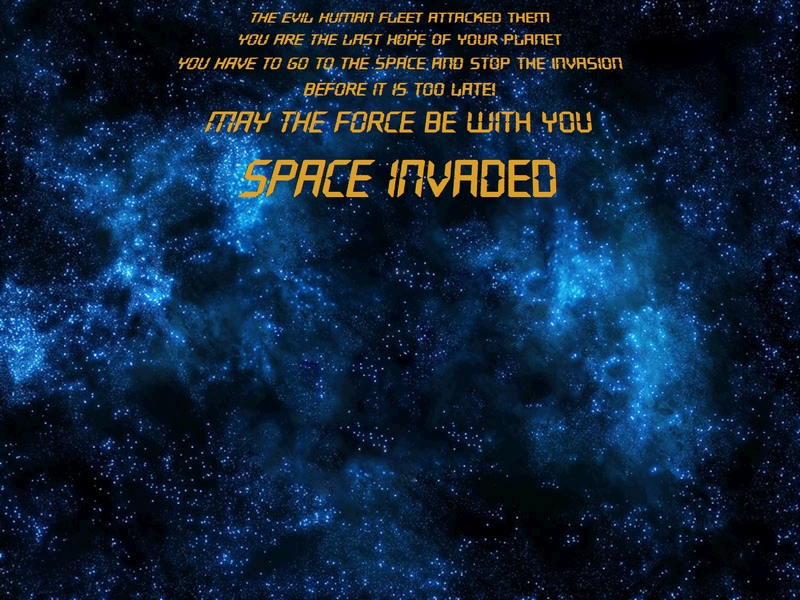 THE EVIL HUMAN FLEET ATTACKED THEM
YOU ARE THE LAST HOPE OF YOUR PLANET
YOU HAVE TO GO TO THE SPACE AND STOP THE INVASION
BEFORE IT IS TOO LATE!
MAY THE FORCE BE WITH YOU
SPACE INVADED